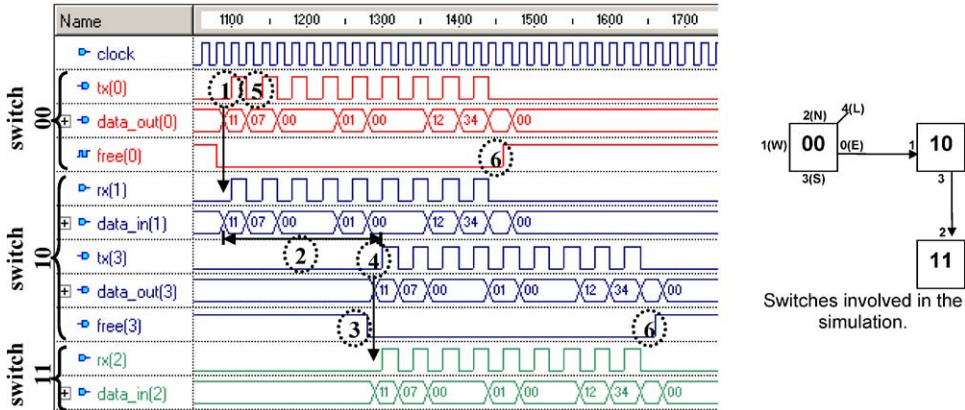 Name 1100 1200 1300 1400 1500 1600 1700
clock
tx(0) 1 5
data_out(0) 11 07 00 01 00 12 34 00
free(0) 6
rx(1)
data_in(1) 11 07 00 01 00 12 34 00
2
tx(3) 4
data_out(3) 11 07 00 01 00 12 34 00
free(3) 3 6
rx(2)
data_in(2) 11 07 00 01 00 12 34 00
switch
00
switch
10
switch
11
4(L)
2(N)
1(W) 00 0(E) 1 10
3(S) 3
2
11
Switches involved in the
simulation.